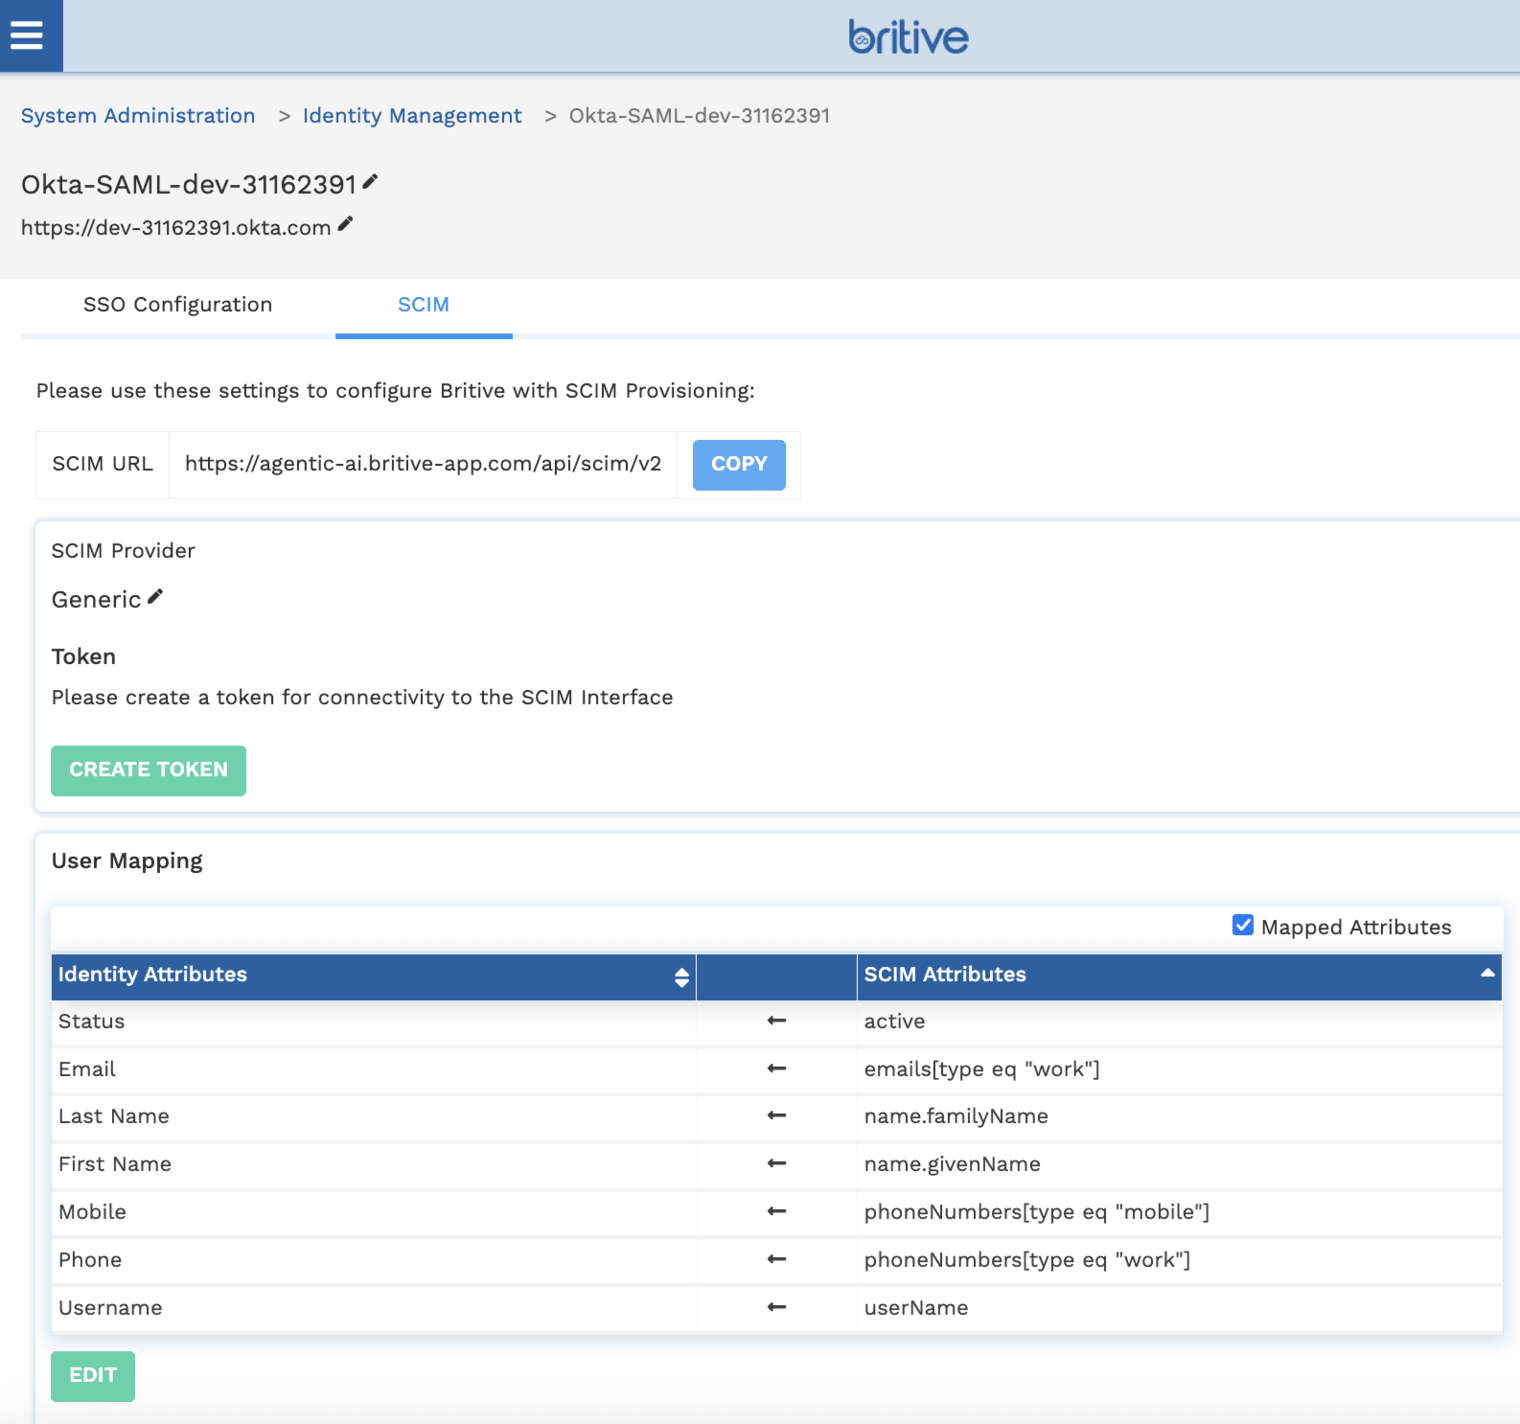 britive
System Administration > Identity Management > Okta-SAML-dev-31162391
Okta-SAML-dev-31162391
https://dev-31162391.okta.com
SSO Configuration SCIM
Please use these settings to configure Britive with SCIM Provisioning:
SCIM URL https://agentic-ai.britive-app.com/api/scim/v2 COPY
SCIM Provider
Generic
Token
Please create a token for connectivity to the SCIM Interface
CREATE TOKEN
User Mapping
Mapped Attributes
Identity Attributes SCIM Attributes
Status ← active
Email ← emails[type eq "work"]
Last Name ← name.familyName
First Name ← name.givenName
Mobile ← phoneNumbers[type eq "mobile"]
Phone ← phoneNumbers[type eq "work"]
Username ← userName
EDIT